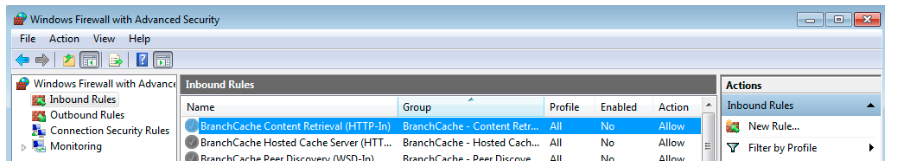 Windows Firewall with Advanced Security
File Action View Help
Windows Firewall with Advance
Inbound Rules
Outbound Rules
Connection Security Rules
Monitoring
Inbound Rules
Name Group Profile Enabled Action
BranchCache Content Retrieval (HTTP-In) BranchCache - Content Retr... All No Allow
BranchCache Hosted Cache Server (HTT... BranchCache - Hosted Cach... All No Allow
BranchCache Peer Discovery (WSD-In) BranchCache - Peer Discove... All No Allow
Actions
Inbound Rules
New Rule...
Filter by Profile